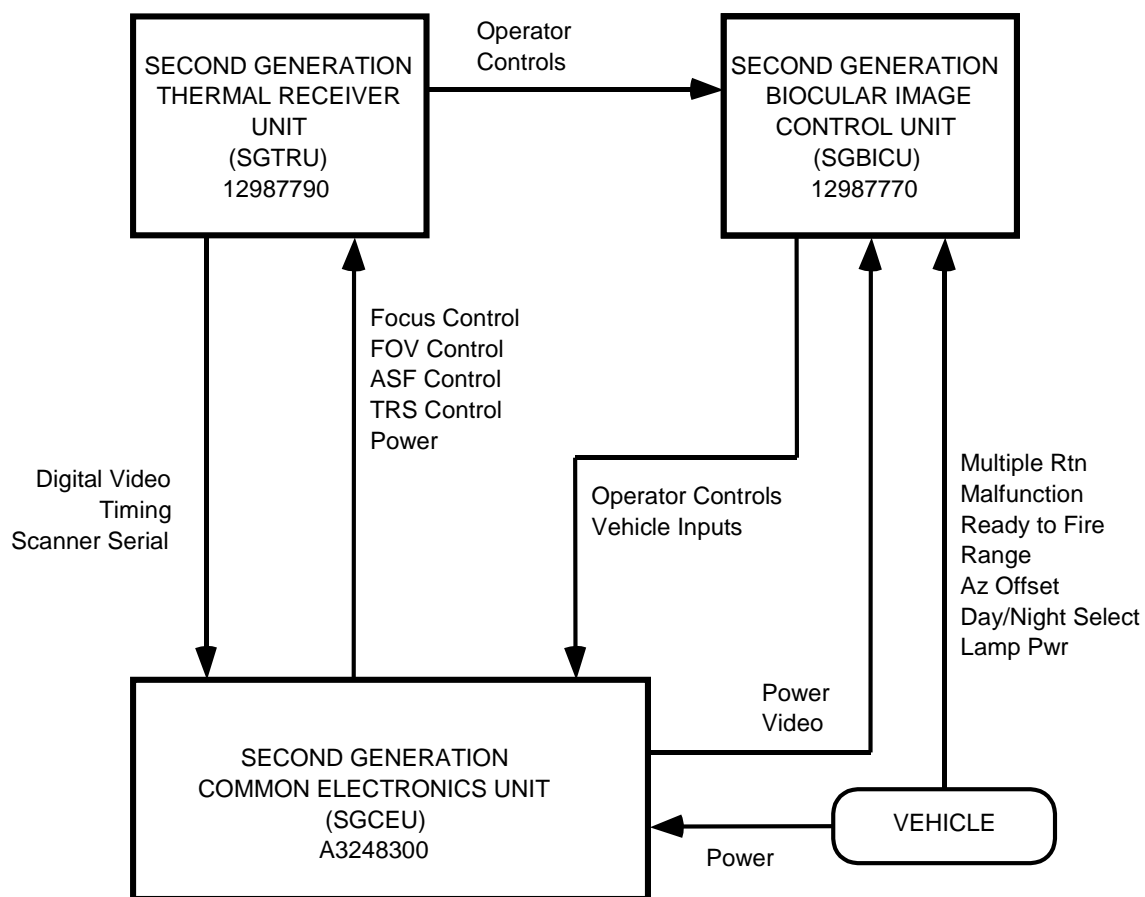 Operator
Controls
SECOND GENERATION
THERMAL RECEIVER
UNIT
(SGTRU)
12987790
SECOND GENERATION
BIOCULAR IMAGE
CONTROL UNIT
(SGBICU)
12987770
Focus Control
FOV Control
ASF Control
TRS Control
Power
Digital Video
Timing
Scanner Serial
Operator Controls
Vehicle Inputs
Multiple Rtn
Malfunction
Ready to Fire
Range
Az Offset
Day/Night Select
Lamp Pwr
Power
Video
SECOND GENERATION
COMMON ELECTRONICS UNIT
(SGCEU)
A3248300
VEHICLE
Power